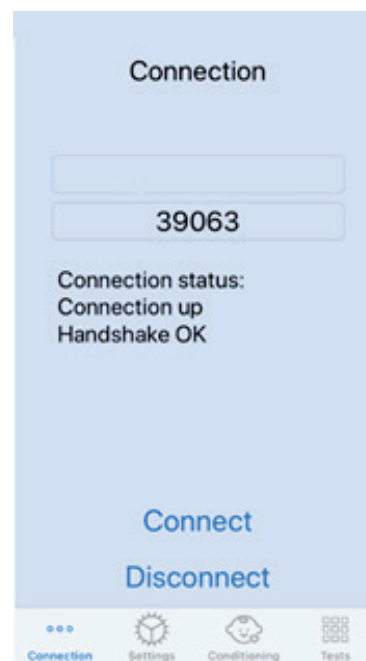 Connection
39063
Connection status:
Connection up
Handshake OK
Connect
Disconnect
Connection Settings Conditioning Tests